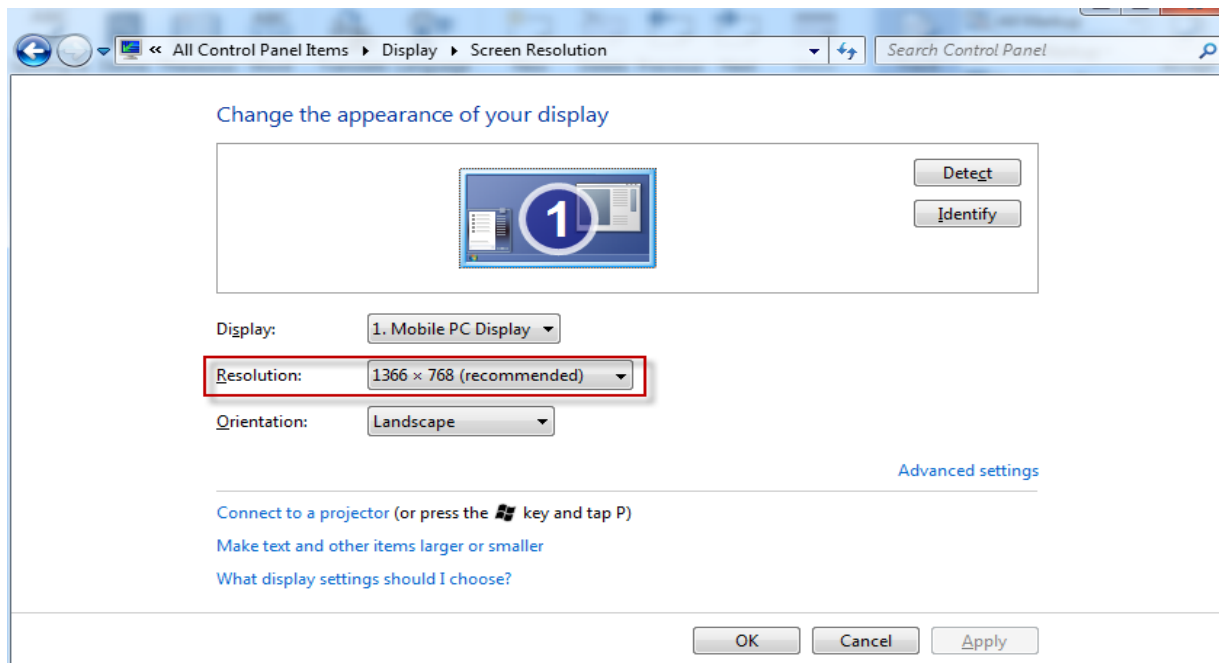 « All Control Panel Items ▸ Display ▸ Screen Resolution
Search Control Panel
Change the appearance of your display
1
Detect
Identify
Display: 1. Mobile PC Display
Resolution: 1366 × 768 (recommended)
Orientation: Landscape
Advanced settings
Connect to a projector (or press the key and tap P)
Make text and other items larger or smaller
What display settings should I choose?
OK Cancel Apply